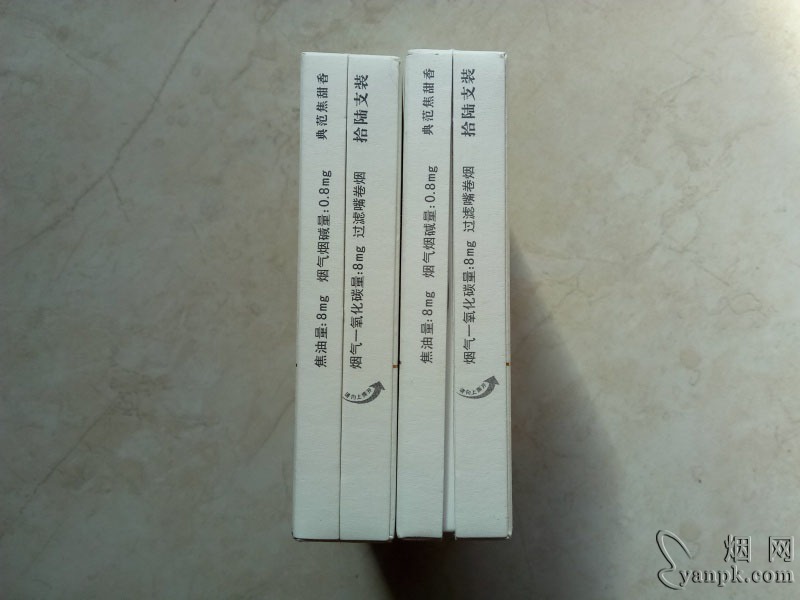 焦油量:8mg 烟气烟碱量:0.8mg 典范焦甜香
烟气一氧化碳量:8mg 过滤嘴卷烟 拾陆支装
焦油量:8mg 烟气烟碱量:0.8mg 典范焦甜香
烟气一氧化碳量:8mg 过滤嘴卷烟 拾陆支装
烟网
yanpk.com